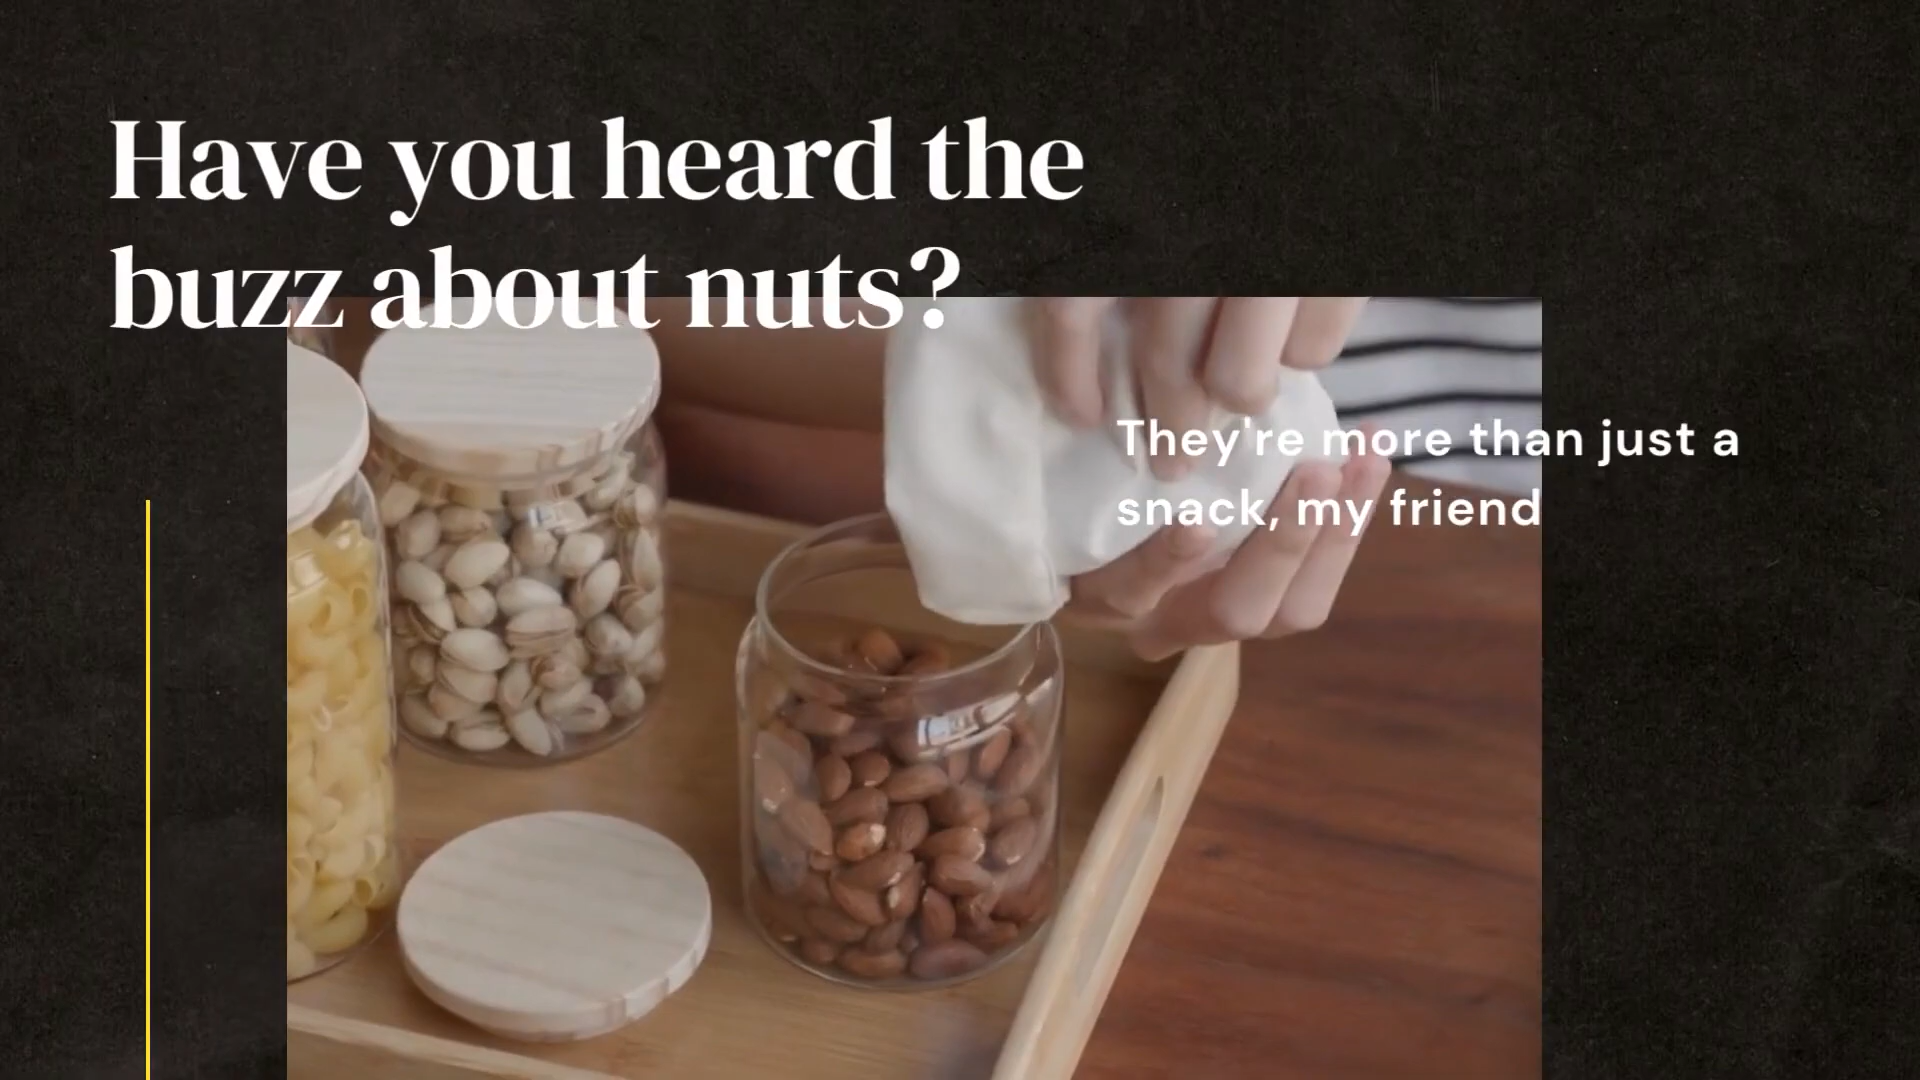 Have you heard the
buzz about nuts?
They're more than just a
snack, my friend